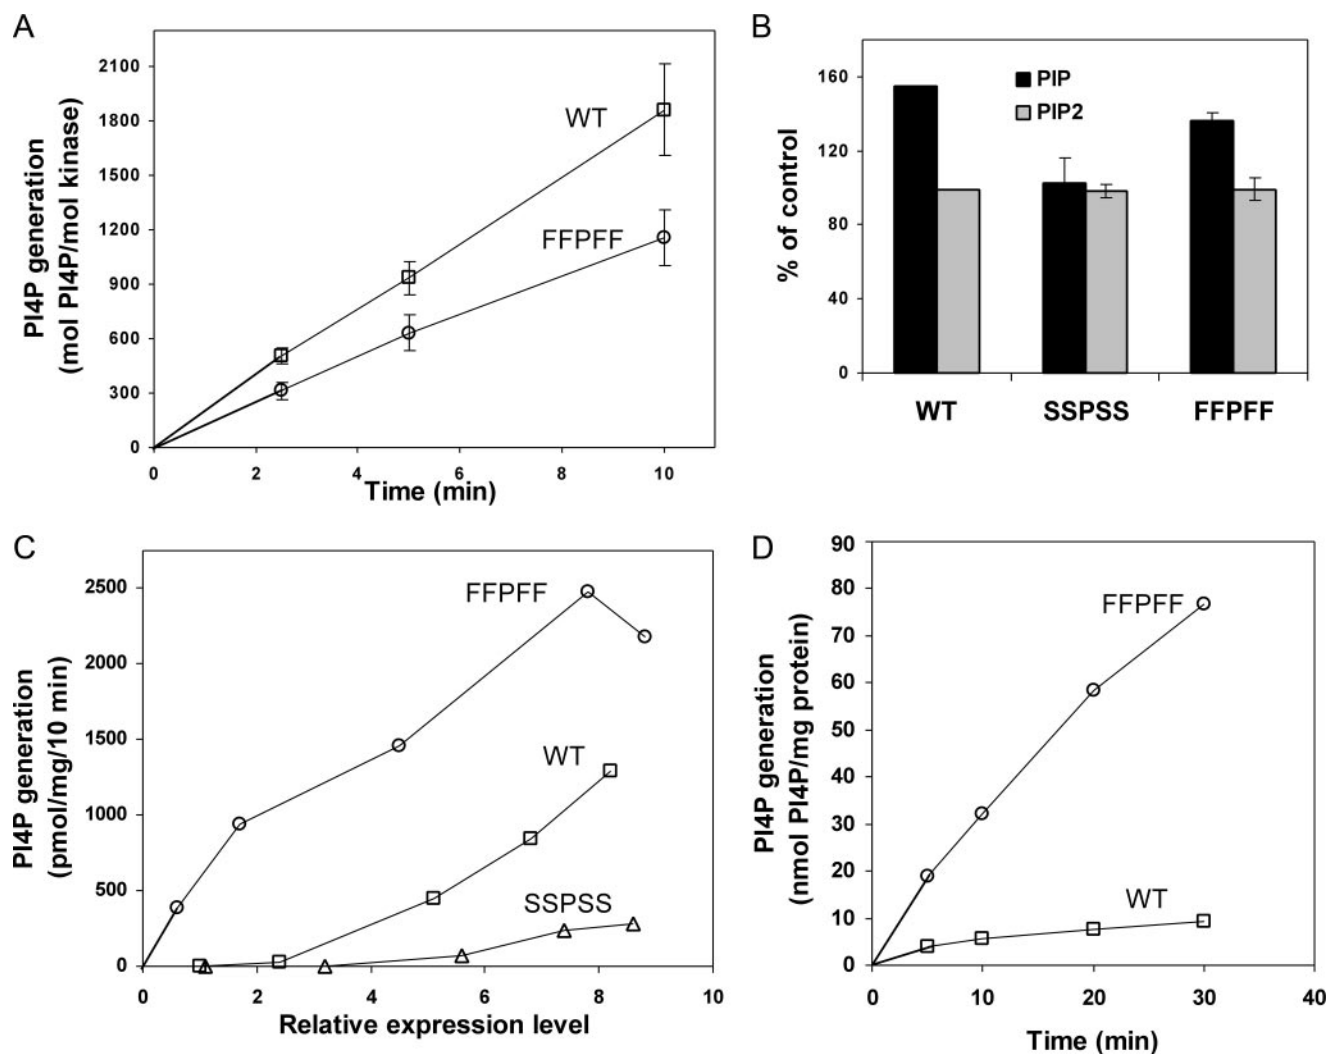 A
PI4P generation
(mol PI4P/mol kinase)
2100
1800
1500
1200
900
600
300
0
WT
FFPFF
0 2 4 6 8 10
Time (min)
B
% of control
160
120
80
40
0
PIP
PIP2
WT SSPSS FFPFF
C
PI4P generation
(pmol/mg/10 min)
2500
2000
1500
1000
500
0
FFPFF
WT
SSPSS
0 2 4 6 8 10
Relative expression level
D
PI4P generation
(nmol PI4P/mg protein)
90
80
70
60
50
40
30
20
10
0
FFPFF
WT
0 10 20 30 40
Time (min)